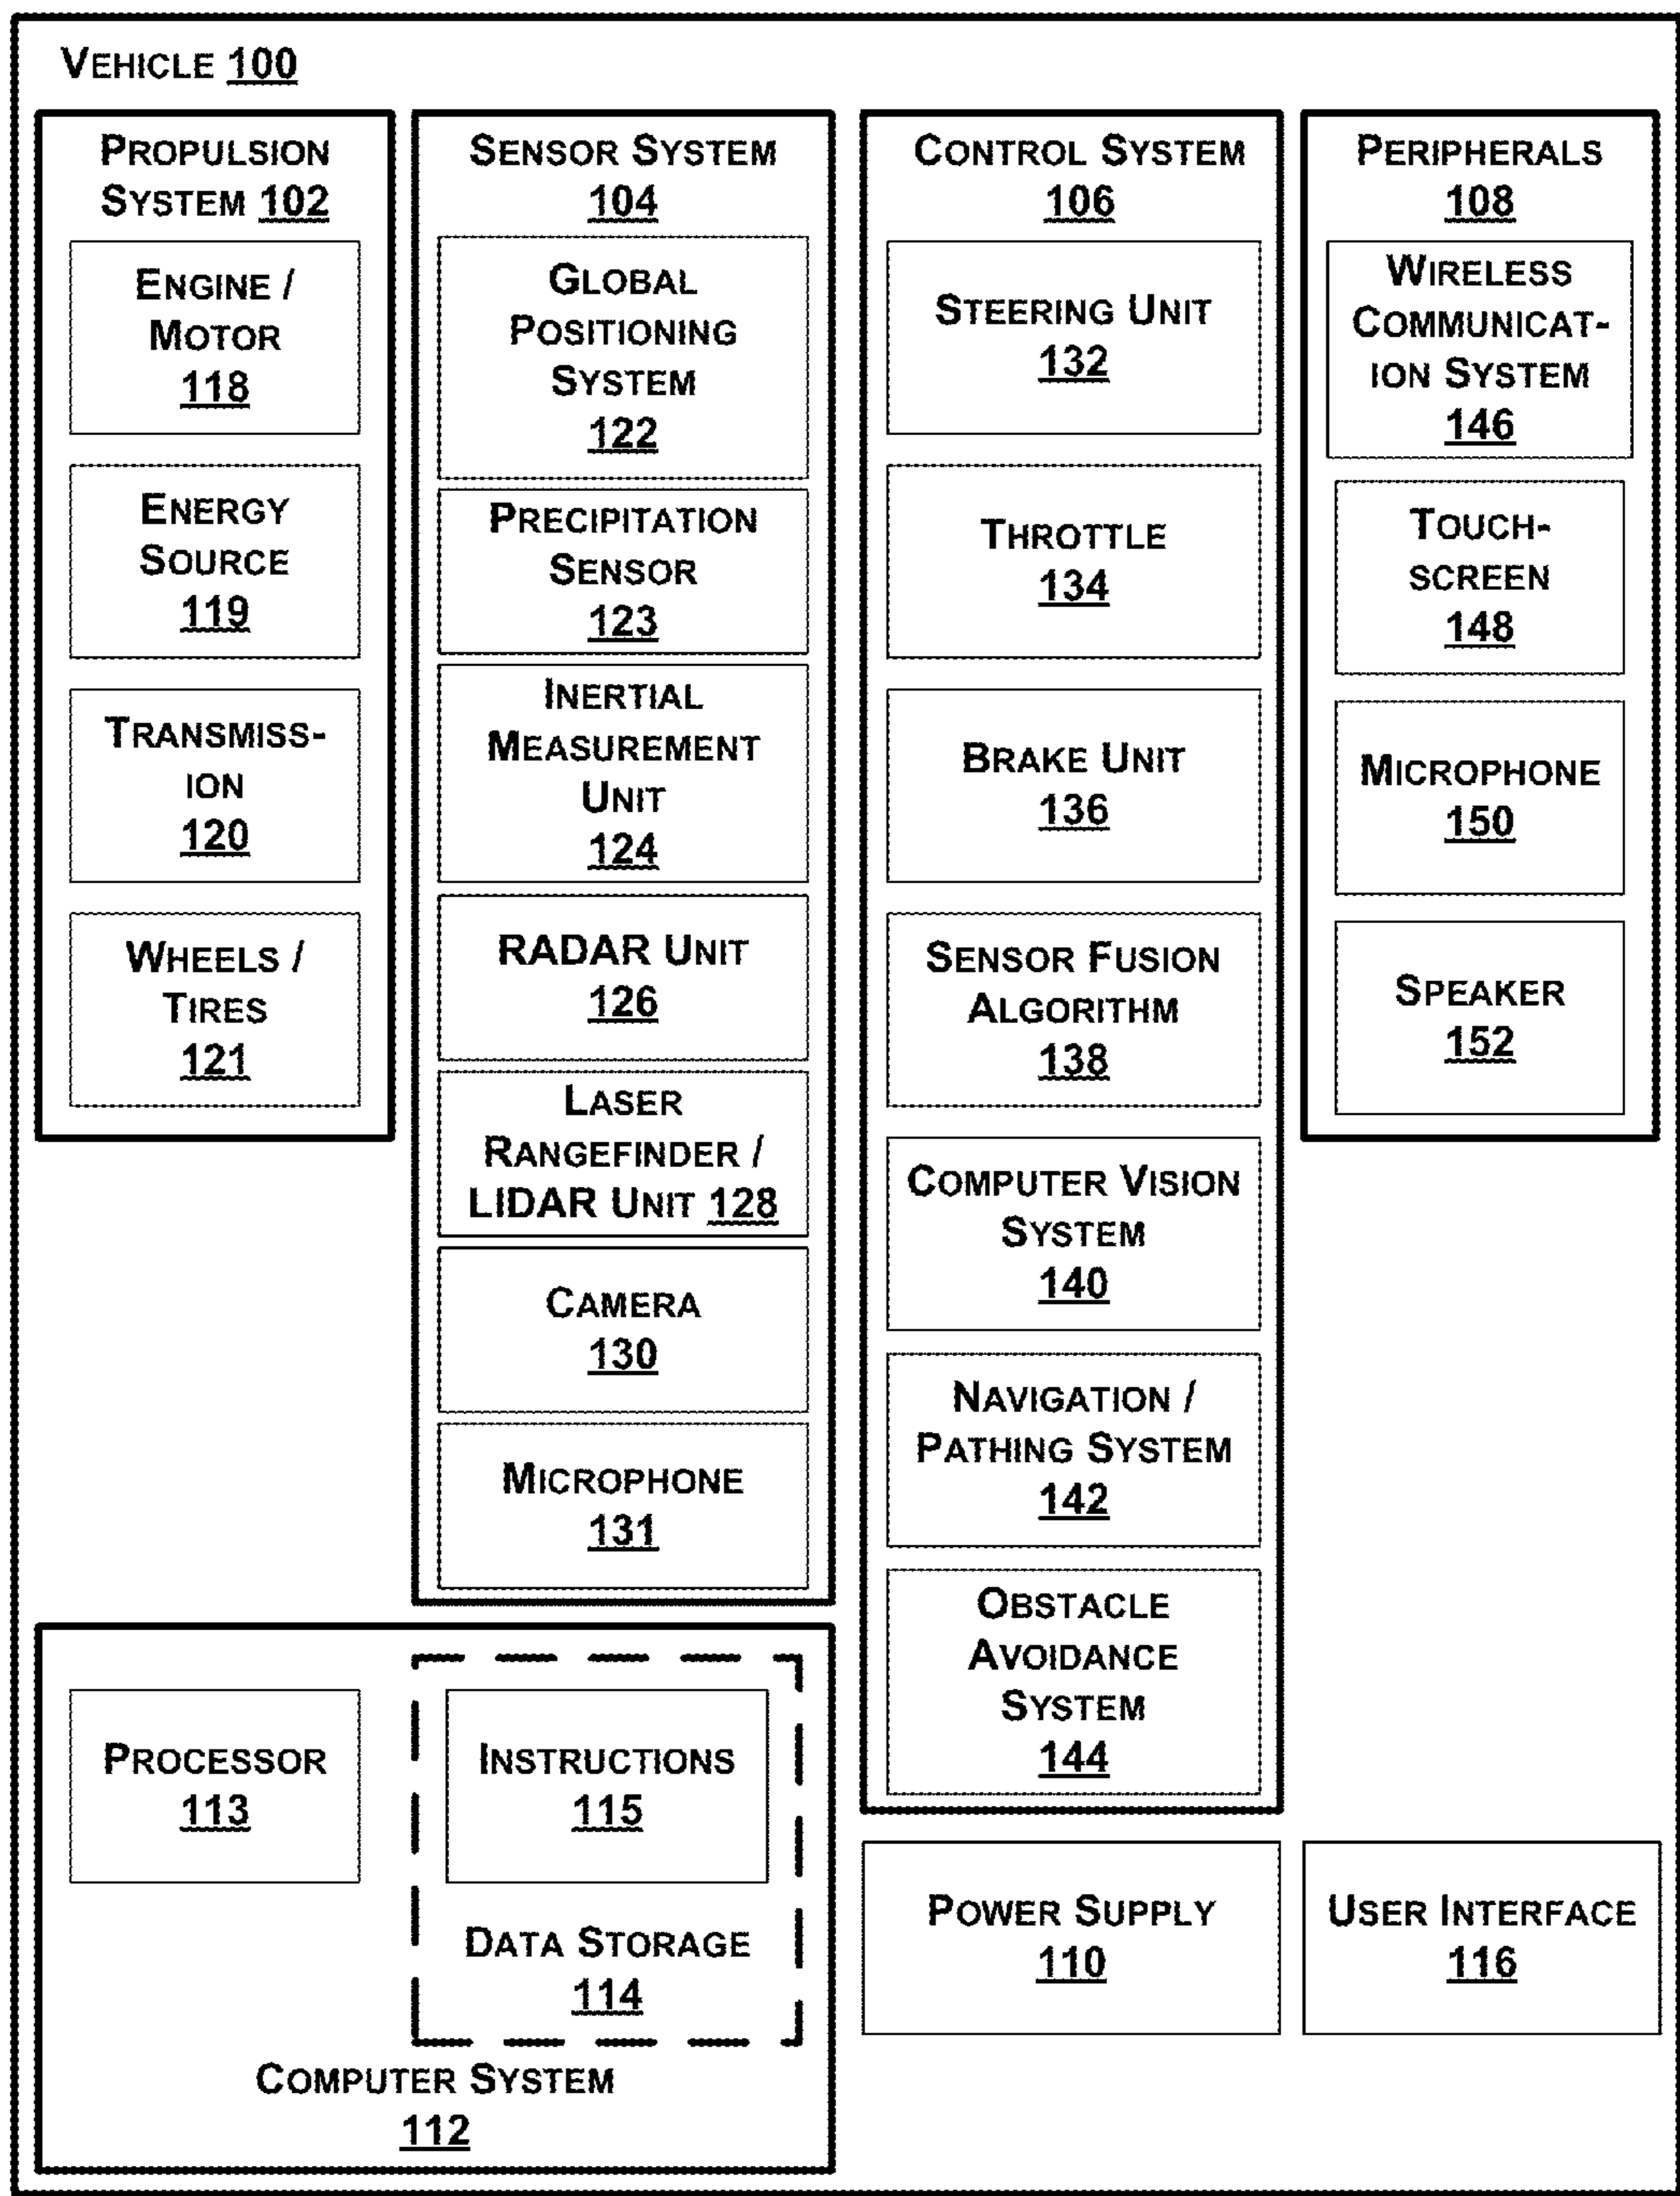 VEHICLE 100
PROPULSION
SYSTEM 102
ENGINE /
MOTOR
118
ENERGY
SOURCE
119
TRANSMISS-
ION
120
WHEELS /
TIRES
121
SENSOR SYSTEM
104
GLOBAL
POSITIONING
SYSTEM
122
PRECIPITATION
SENSOR
123
INERTIAL
MEASUREMENT
UNIT
124
RADAR UNIT
126
LASER
RANGEFINDER /
LIDAR UNIT 128
CAMERA
130
MICROPHONE
131
CONTROL SYSTEM
106
STEERING UNIT
132
THROTTLE
134
BRAKE UNIT
136
SENSOR FUSION
ALGORITHM
138
COMPUTER VISION
SYSTEM
140
NAVIGATION /
PATHING SYSTEM
142
OBSTACLE
AVOIDANCE
SYSTEM
144
PERIPHERALS
108
WIRELESS
COMMUNICAT-
ION SYSTEM
146
TOUCH-
SCREEN
148
MICROPHONE
150
SPEAKER
152
PROCESSOR
113
INSTRUCTIONS
115
DATA STORAGE
114
COMPUTER SYSTEM
112
POWER SUPPLY
110
USER INTERFACE
116